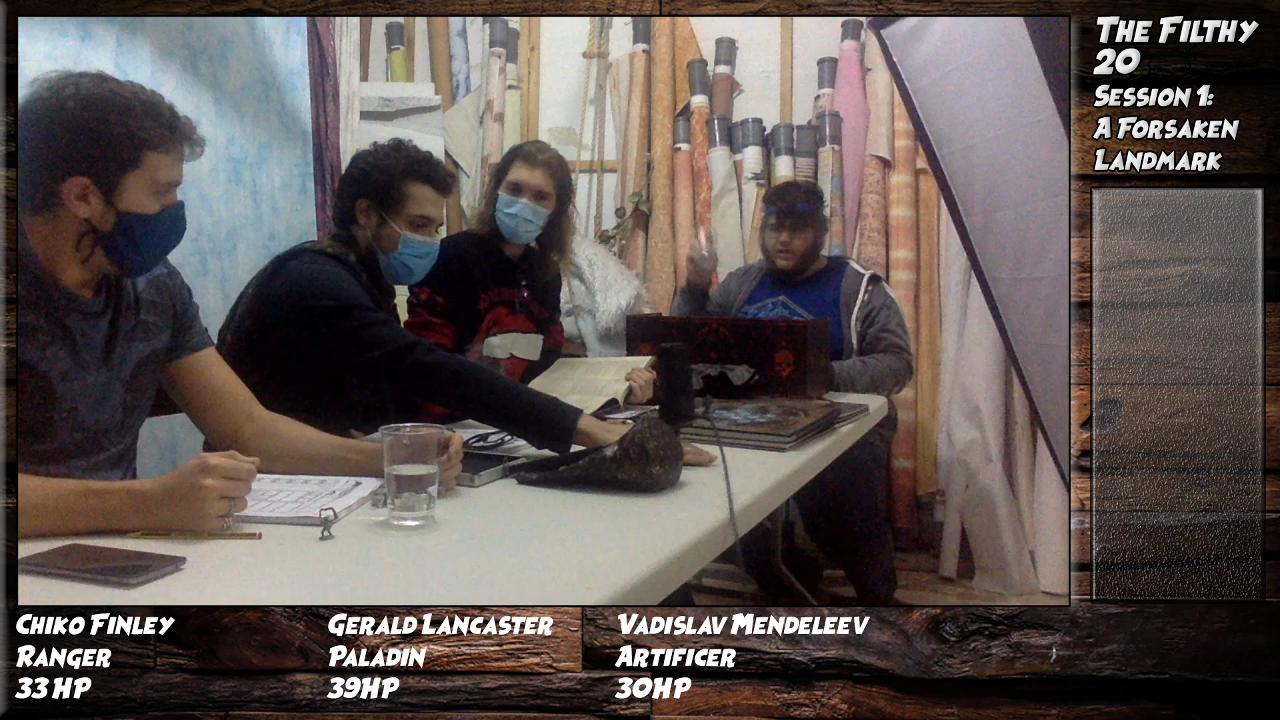 The Filthy
20
Session 1:
A Forsaken
Landmark
Chiko Finley
Ranger
33 HP
Gerald Lancaster
Paladin
39HP
Vadislav Mendeleev
Artificer
30HP